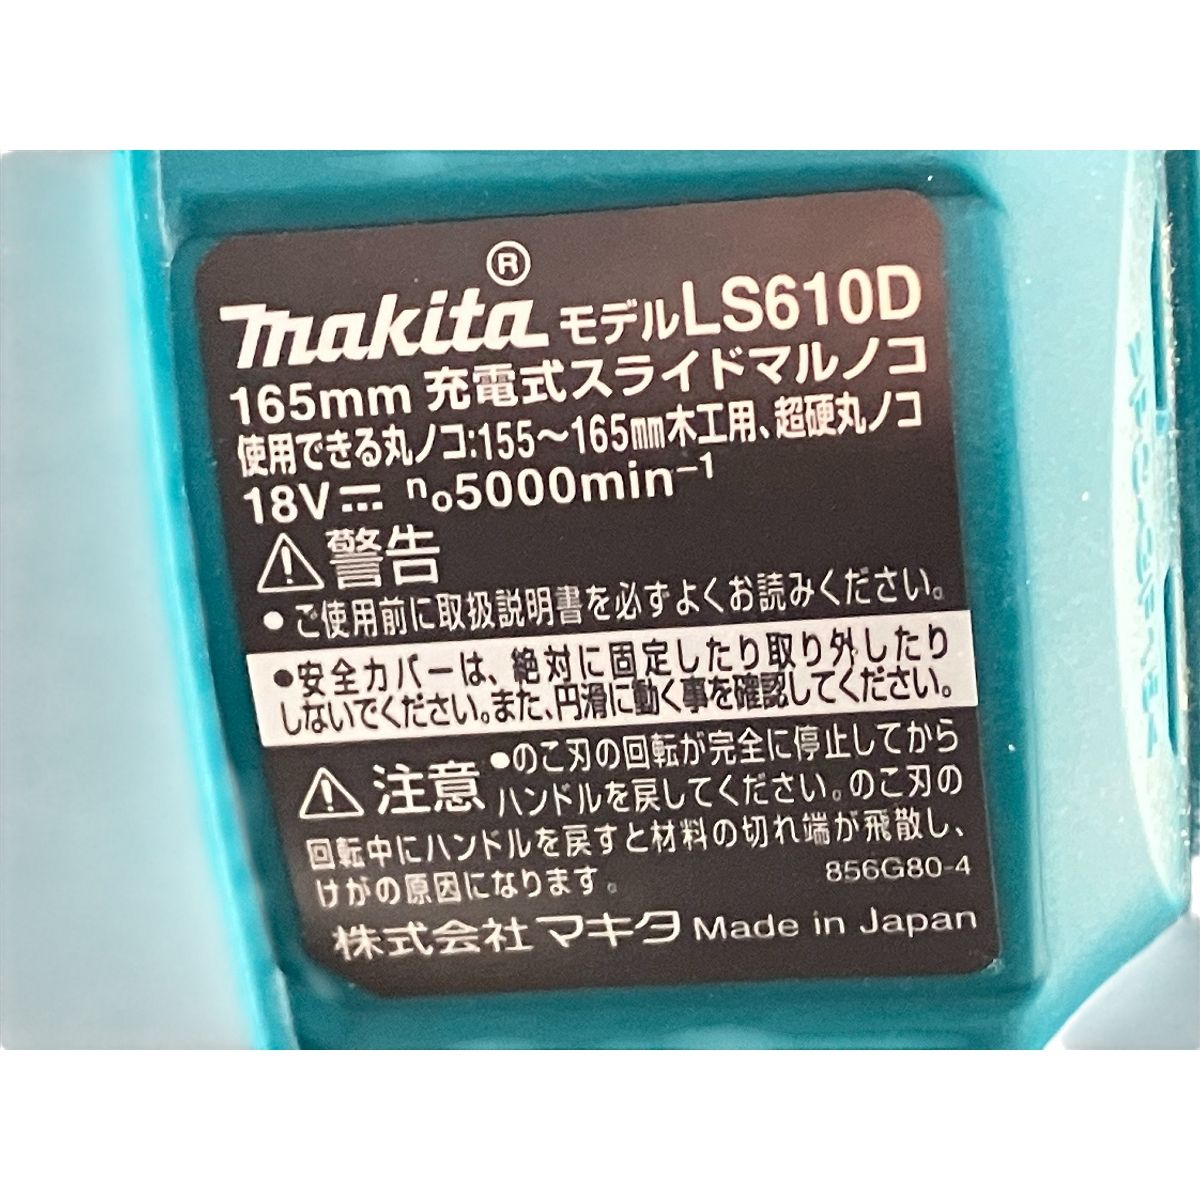 makita® モデルLS610D
165mm 充電式スライドマルノコ
使用できる丸ノコ:155～165mm木工用、超硬丸ノコ
18V⎓ n₀5000min⁻¹
⚠警告
●ご使用前に取扱説明書を必ずよくお読みください。
●安全カバーは、絶対に固定したり取り外したり
しないでください。また、円滑に動く事を確認してください。
⚠注意 ●のこ刃の回転が完全に停止してから
ハンドルを戻してください。のこ刃の
回転中にハンドルを戻すと材料の切れ端が飛散し、
けがの原因になります。
856G80-4
株式会社マキタ Made in Japan